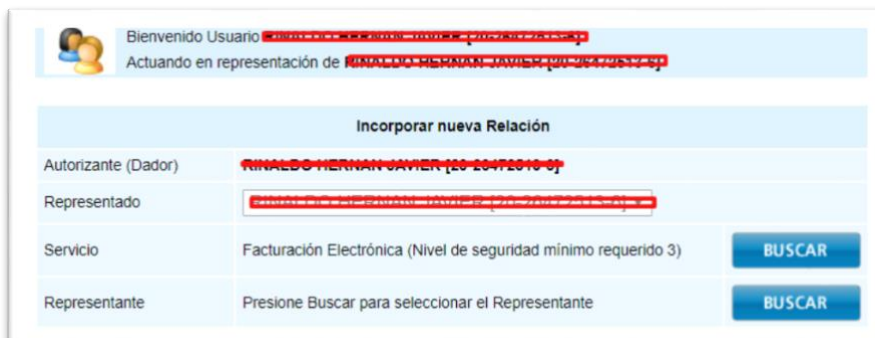 Bienvenido Usuario
Actuando en representación de
Incorporar nueva Relación
Autorizante (Dador)
Representado
Servicio Facturación Electrónica (Nivel de seguridad mínimo requerido 3) BUSCAR
Representante Presione Buscar para seleccionar el Representante BUSCAR